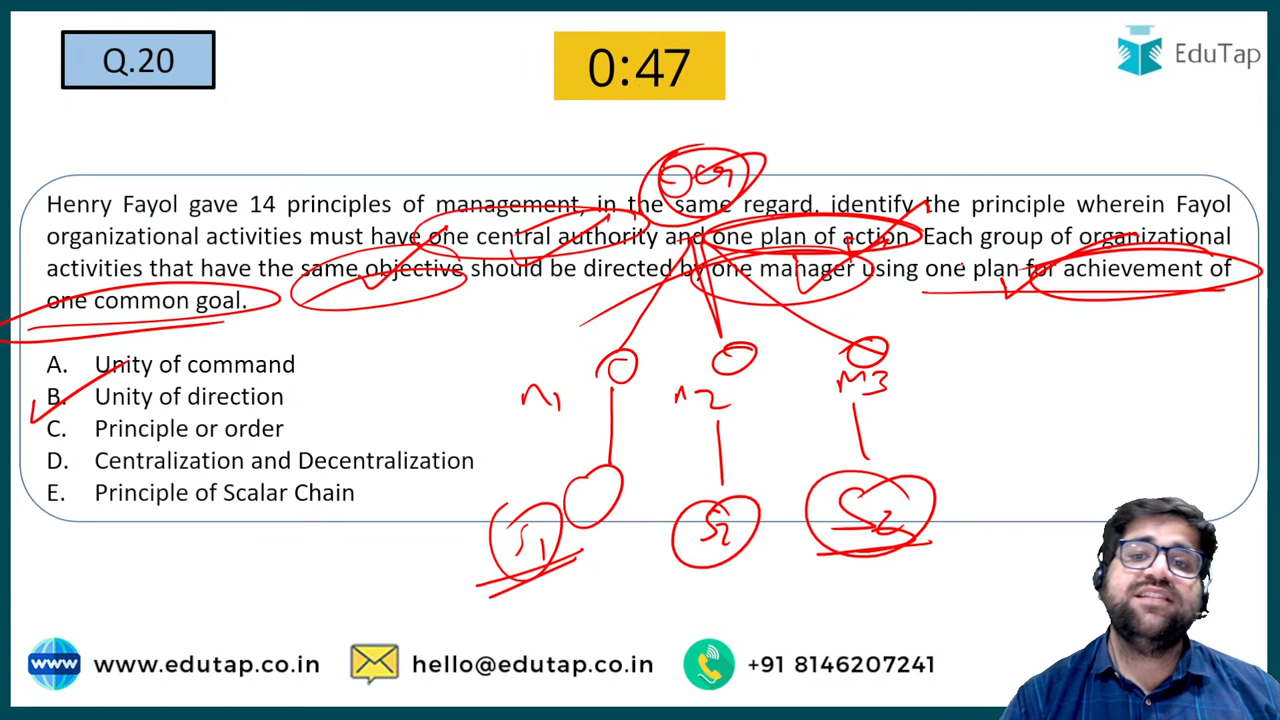 Q.20
0:47
EduTap
Henry Fayol gave 14 principles of management, in the same regard, identify the principle wherein Fayol
organizational activities must have one central authority and one plan of action. Each group of organizational
activities that have the same objective should be directed by one manager using one plan for achievement of
one common goal.
A. Unity of command
B. Unity of direction
C. Principle or order
D. Centralization and Decentralization
E. Principle of Scalar Chain
M3
S1
S2
www
www.edutap.co.in
hello@edutap.co.in
+91 8146207241